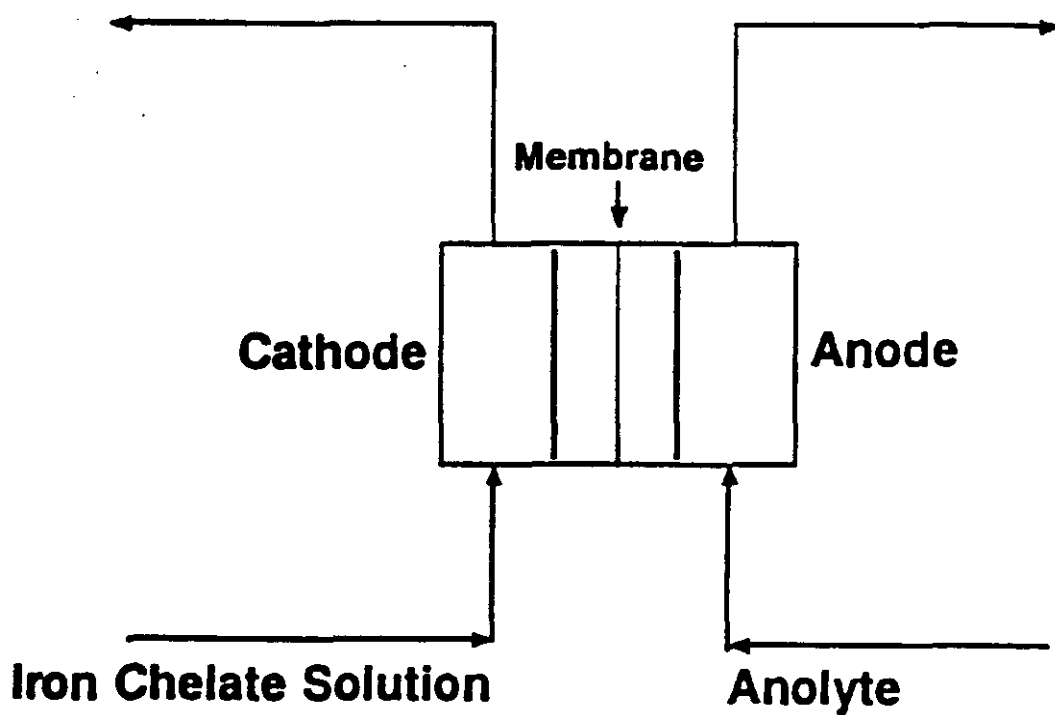 Membrane
Cathode
Anode
Iron Chelate Solution
Anolyte